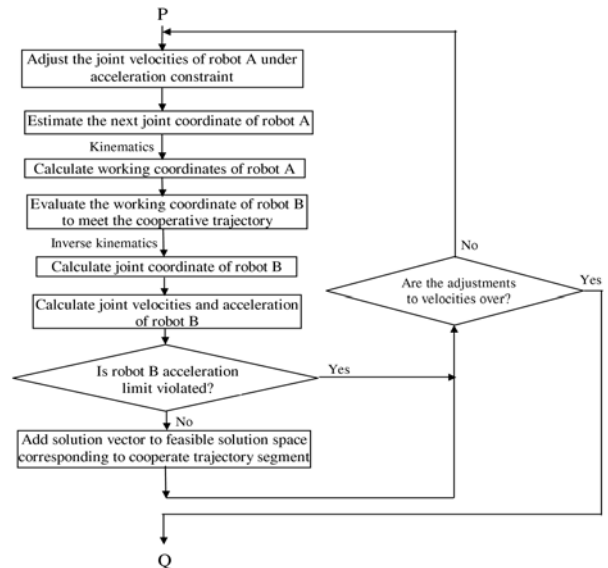 P
Adjust the joint velocities of robot A under
acceleration constraint
Estimate the next joint coordinate of robot A
Kinematics
Calculate working coordinates of robot A
Evaluate the working coordinate of robot B
to meet the cooperative trajectory
Inverse kinematics
Calculate joint coordinate of robot B
Calculate joint velocities and acceleration
of robot B
Is robot B acceleration
limit violated?
Yes
No
Add solution vector to feasible solution space
corresponding to cooperate trajectory segment
No
Are the adjustments
to velocities over?
Yes
Q